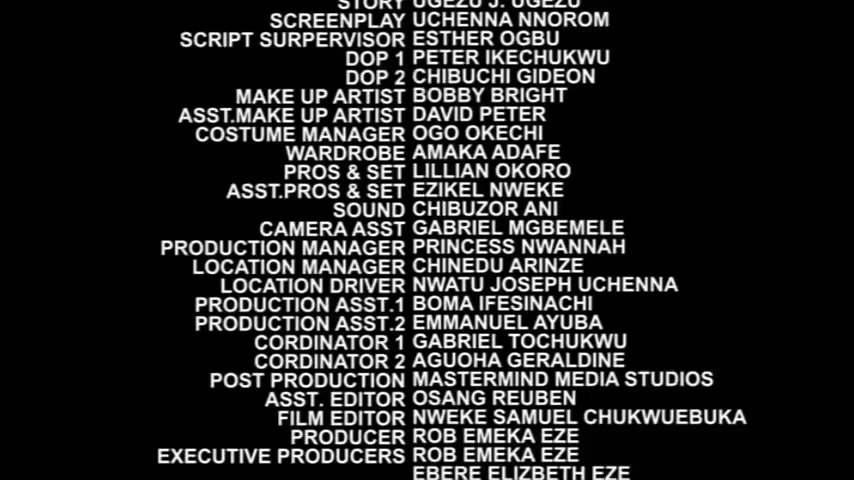 STORY UGEZU J. UGEZU
SCREENPLAY UCHENNA NNOROM
SCRIPT SURPERVISOR ESTHER OGBU
DOP 1 PETER IKECHUKWU
DOP 2 CHIBUCHI GIDEON
MAKE UP ARTIST BOBBY BRIGHT
ASST.MAKE UP ARTIST DAVID PETER
COSTUME MANAGER OGO OKECHI
WARDROBE AMAKA ADAFE
PROS & SET LILLIAN OKORO
ASST.PROS & SET EZIKEL NWEKE
SOUND CHIBUZOR ANI
CAMERA ASST GABRIEL MGBEMELE
PRODUCTION MANAGER PRINCESS NWANNAH
LOCATION MANAGER CHINEDU ARINZE
LOCATION DRIVER NWATU JOSEPH UCHENNA
PRODUCTION ASST.1 BOMA IFESINACHI
PRODUCTION ASST.2 EMMANUEL AYUBA
CORDINATOR 1 GABRIEL TOCHUKWU
CORDINATOR 2 AGUOHA GERALDINE
POST PRODUCTION MASTERMIND MEDIA STUDIOS
ASST. EDITOR OSANG REUBEN
FILM EDITOR NWEKE SAMUEL CHUKWUEBUKA
PRODUCER ROB EMEKA EZE
EXECUTIVE PRODUCERS ROB EMEKA EZE
EBERE ELIZBETH EZE